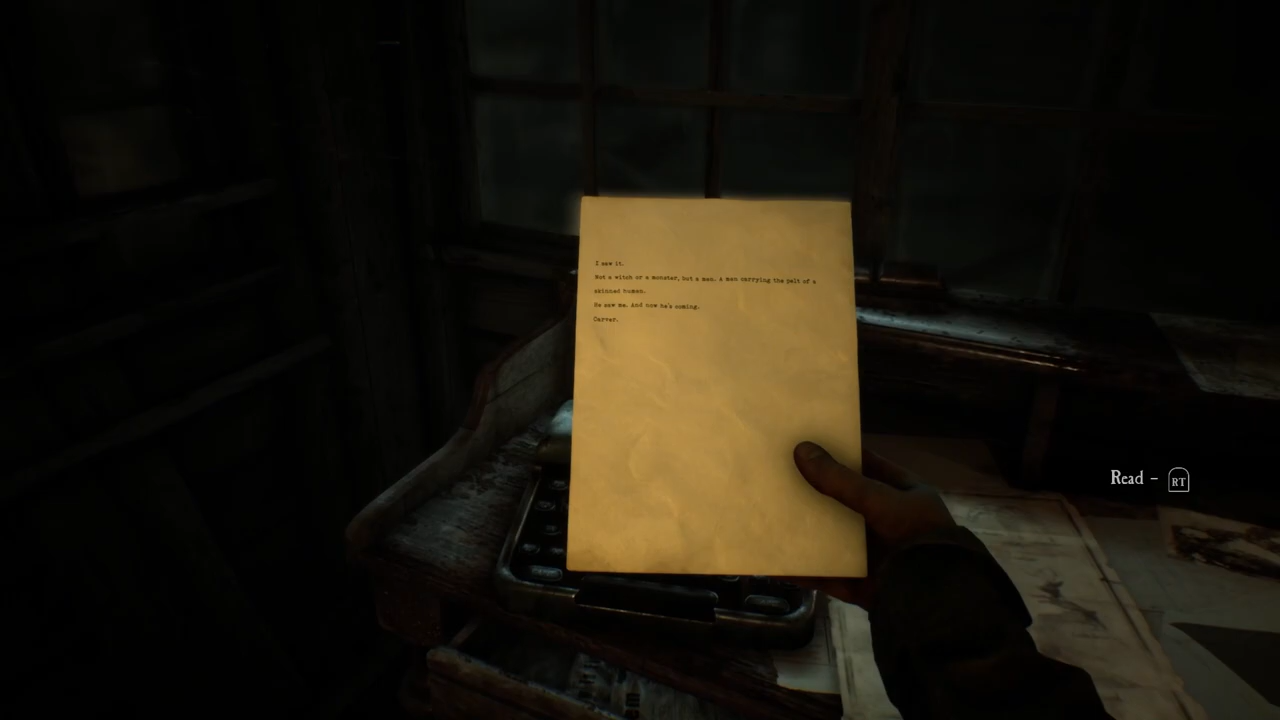 I saw it.
Not a witch or a monster, but a man. A man carrying the pelt of a
skinned human.
He saw me. And now he's coming.
Carver.
Read – RT